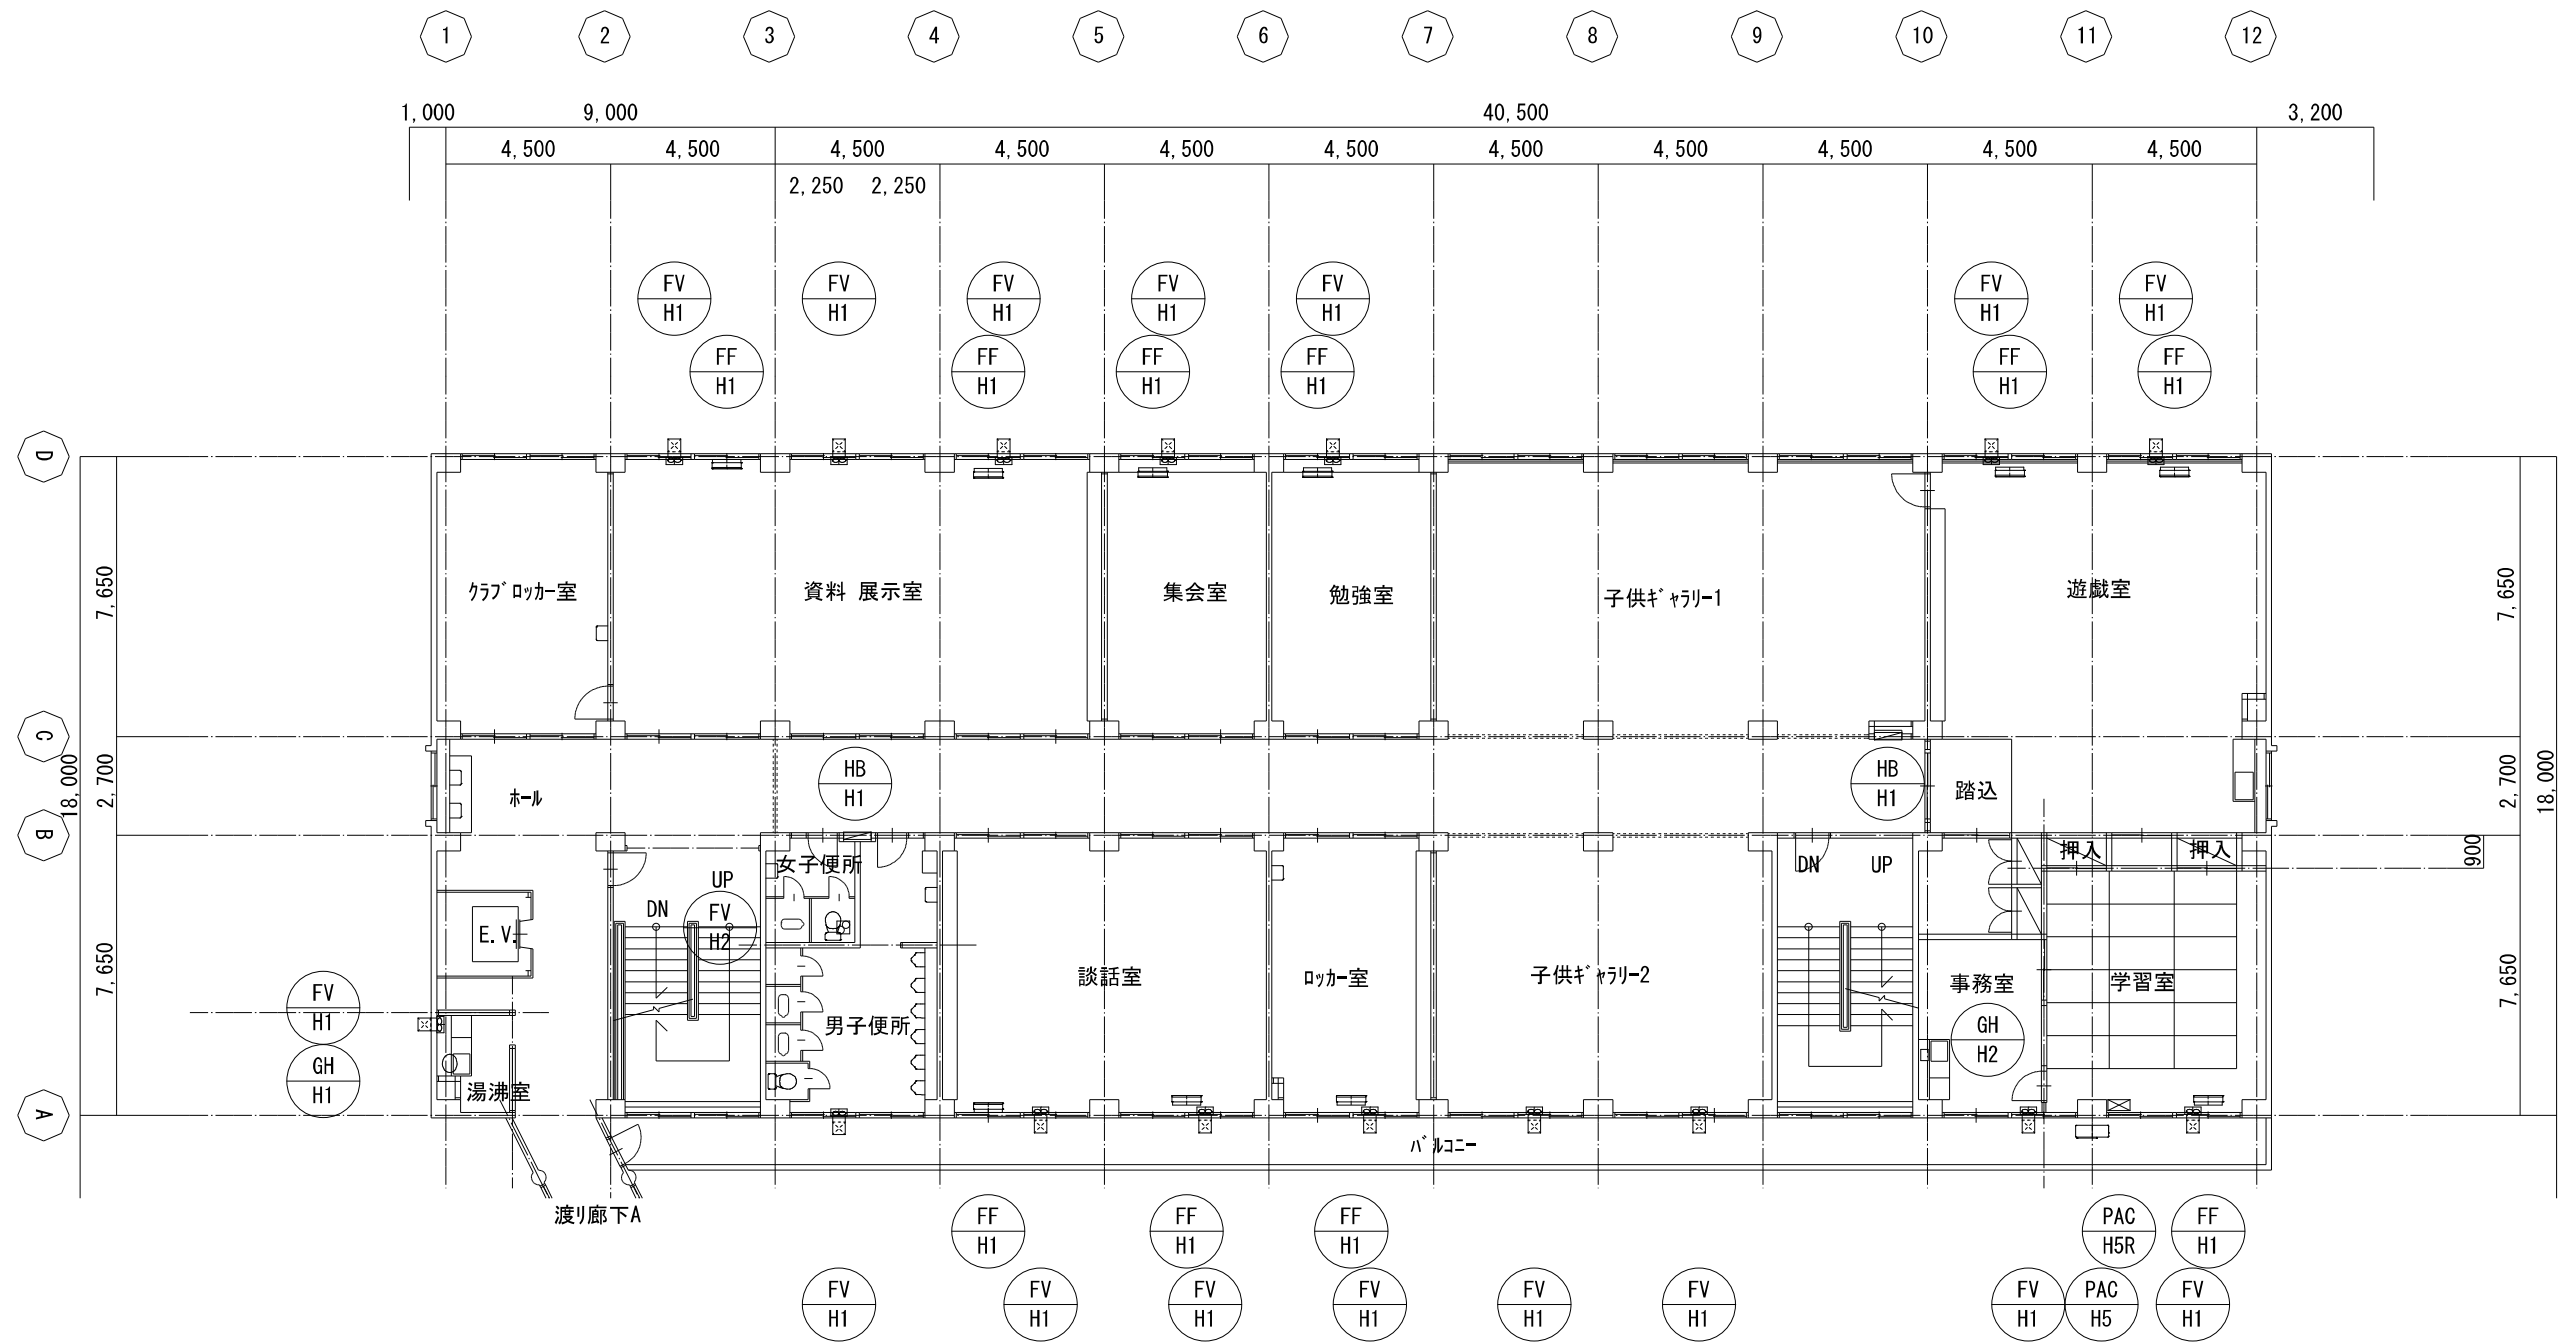 1 2 3 4 5 6 7 8 9 10 11 12
1,000 9,000 40,500 3,200
4,500 4,500 4,500 4,500 4,500 4,500 4,500 4,500 4,500 4,500 4,500
2,250 2,250
FV FV FV FV FV FV FV
H1 H1 H1 H1 H1 H1 H1
FF FF FF FF FF FF
H1 H1 H1 H1 H1 H1
D
7,650
クラブロッカー室 資料 展示室 集会室 勉強室 子供ギャラリー1 遊戯室
7,650
C
18,000
2,700
ホール
HB
H1
HB
H1
踏込
2,700
18,000
B
女子便所
UP
DN
FV
H2
DN UP
押入 押入
900
E.V.
7,650
談話室 ロッカー室 子供ギャラリー2 事務室 学習室
7,650
FV
H1
男子便所
GH
H2
GH
H1
湯沸室
A
バルコニー
渡り廊下A
FF FF FF PAC FF
H1 H1 H1 H5R H1
FV FV FV FV FV FV FV PAC FV
H1 H1 H1 H1 H1 H1 H1 H5 H1